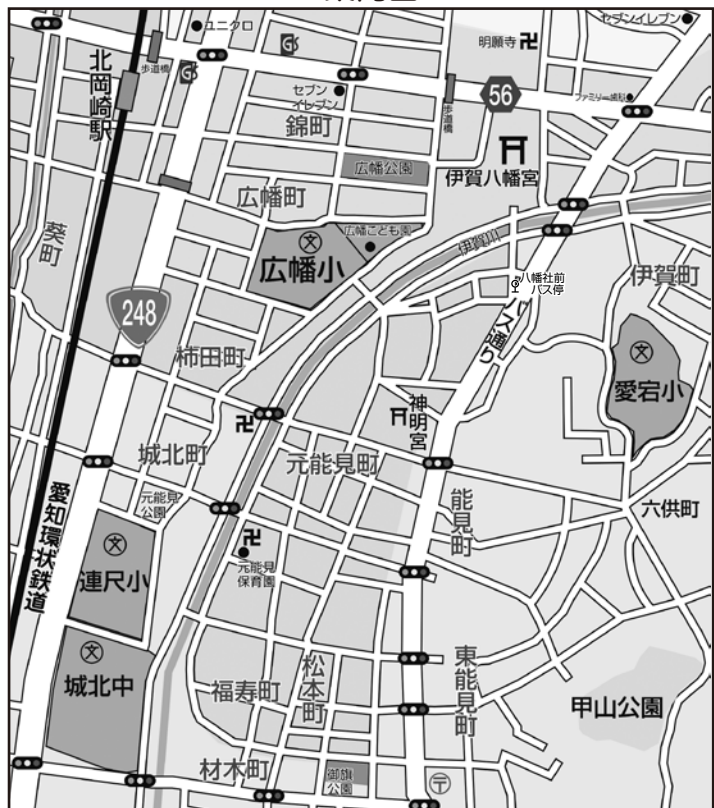 ユニクロ
セブンイレブン
明願寺
歩道橋
北岡崎駅
セブン
イレブン
56
歩道橋
ファミリー歯科
錦町
広幡公園
伊賀八幡宮
広幡町
葵町
文
広幡こども園
広幡小
伊賀川
八幡社前
バス停
伊賀町
248
バス通り
文
愛宕小
柿田町
神明宮
城北町
元能見町
愛知環状鉄道
元能見
公園
能見町
六供町
文
連尺小
元能見
保育園
文
城北中
福寿町
松本町
東能見町
甲山公園
材木町
御旗
公園